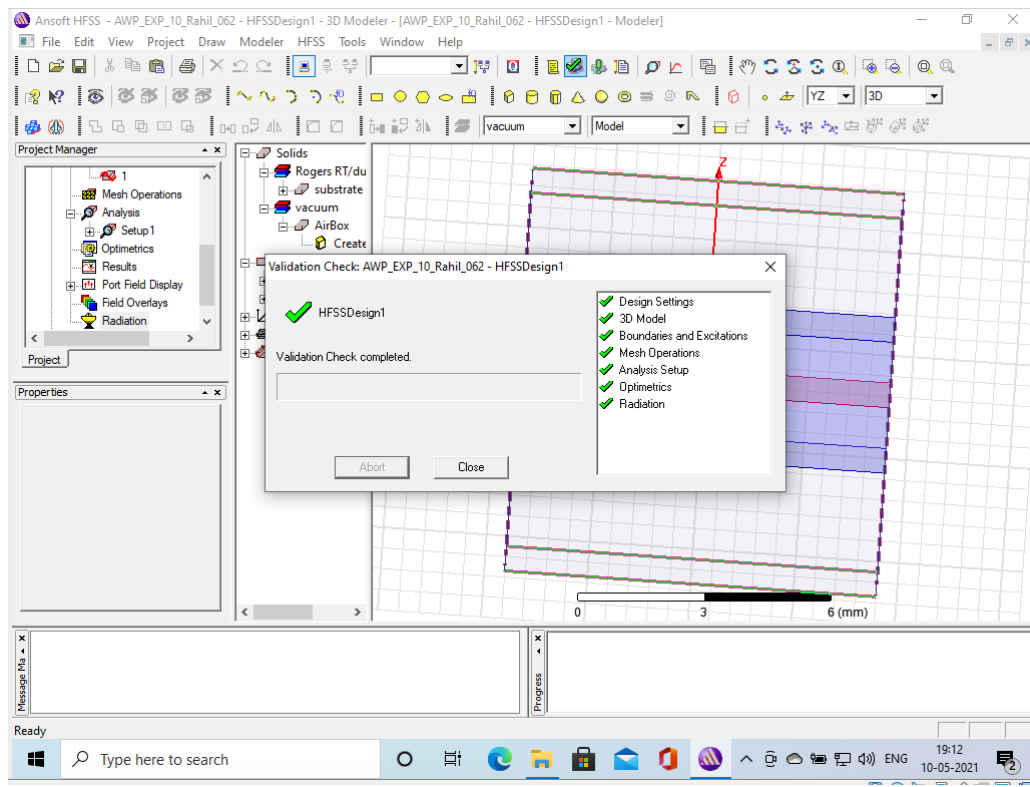 Ansoft HFSS - AWP_EXP_10_Rahil_062 - HFSSDesign1 - 3D Modeler - [AWP_EXP_10_Rahil_062 - HFSSDesign1 - Modeler]
File Edit View Project Draw Modeler HFSS Tools Window Help
YZ 3D
vacuum Model
Project Manager
1
Mesh Operations
Analysis
Setup1
Optimetrics
Results
Port Field Display
Field Overlays
Radiation
Project
Properties
Solids
Rogers RT/du
substrate
vacuum
AirBox
Create
Z
Validation Check: AWP_EXP_10_Rahil_062 - HFSSDesign1
HFSSDesign1
Validation Check completed.
Abort Close
Design Settings
3D Model
Boundaries and Excitations
Mesh Operations
Analysis Setup
Optimetrics
Radiation
0 3 6 (mm)
Message Ma
Progress
Ready
Type here to search
ENG
19:12
10-05-2021
2